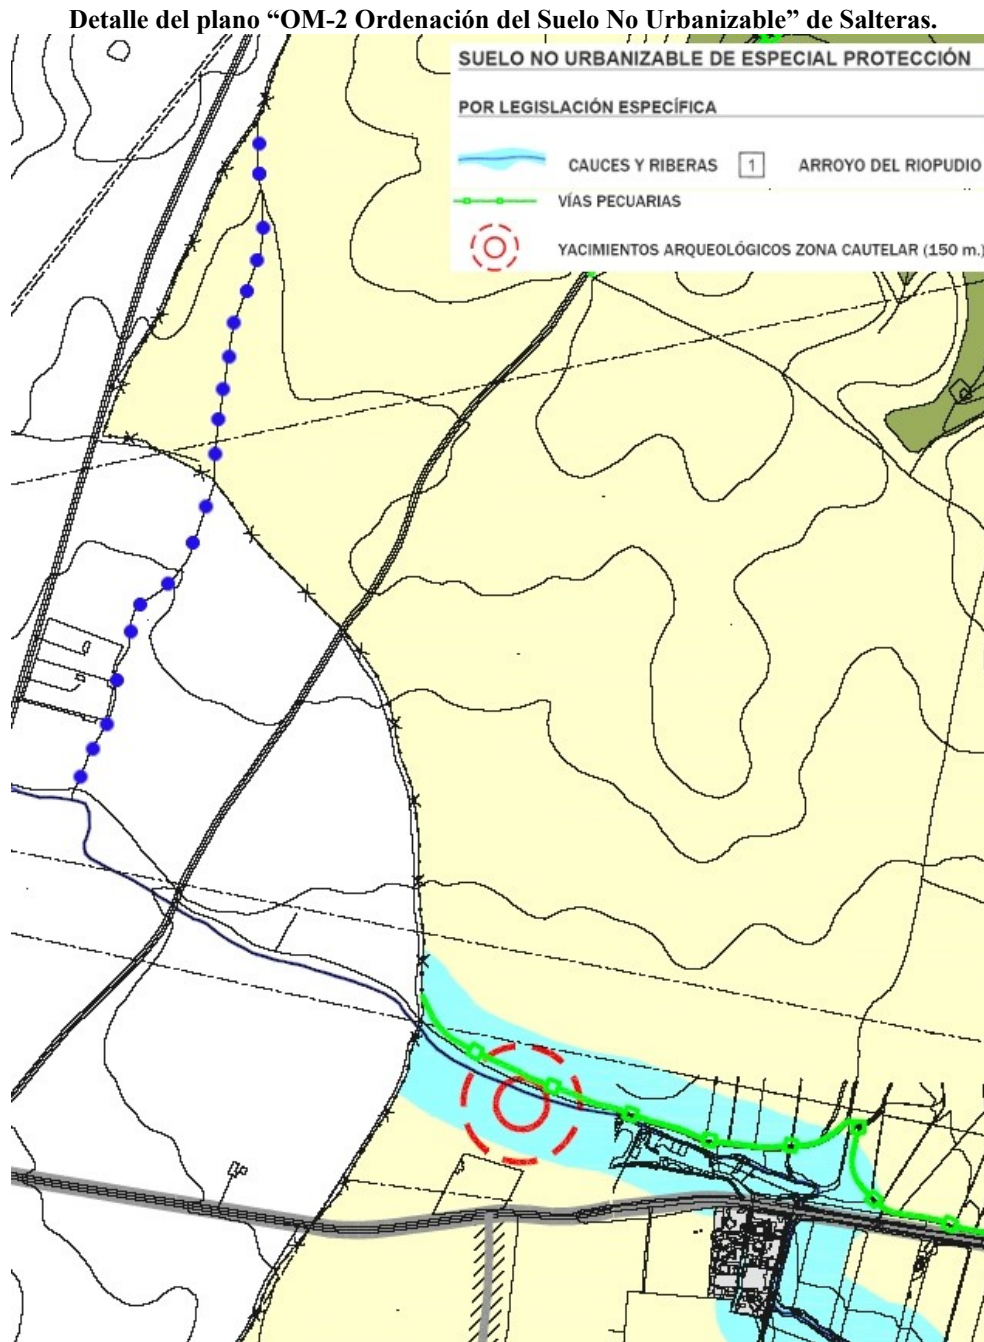 Detalle del plano “OM-2 Ordenación del Suelo No Urbanizable” de Salteras.
SUELO NO URBANIZABLE DE ESPECIAL PROTECCIÓN
POR LEGISLACIÓN ESPECÍFICA
CAUCES Y RIBERAS 1 ARROYO DEL RIOPUDIO
VÍAS PECUARIAS
YACIMIENTOS ARQUEOLÓGICOS ZONA CAUTELAR (150 m.)